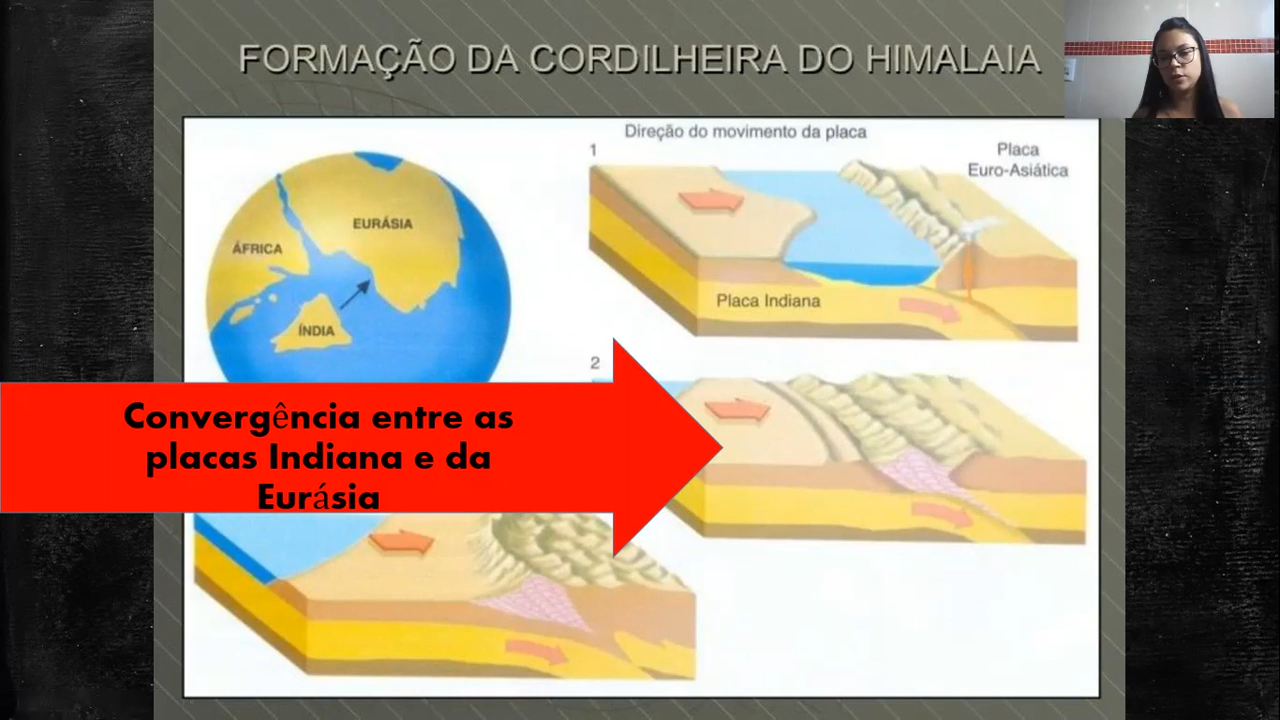 FORMAÇÃO DA CORDILHEIRA DO HIMALAIA
Direção do movimento da placa
1
Placa
Euro-Asiática
EURÁSIA
ÁFRICA
ÍNDIA
Placa Indiana
2
Convergência entre as
placas Indiana e da
Eurásia